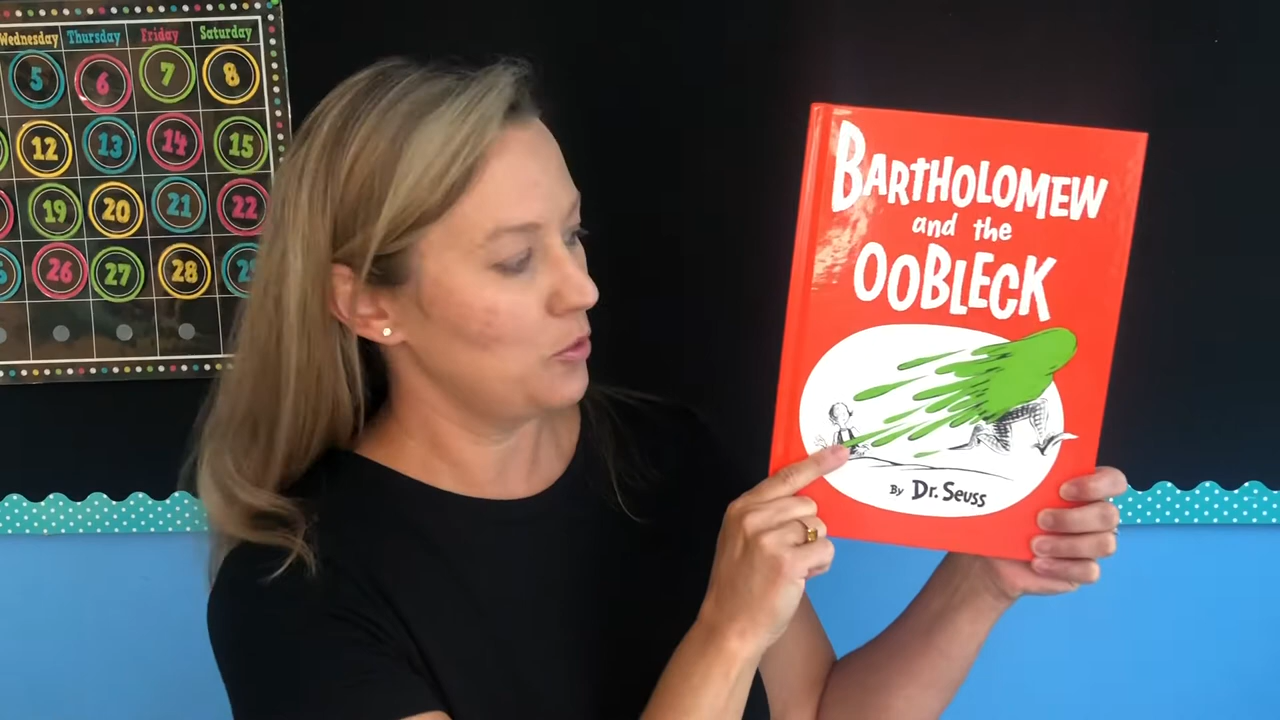 Wednesday Thursday Friday Saturday
5 6 7 8
12 13 14 15
19 20 21 22
26 27 28
BARTHOLOMEW
and the
OOBLECK
By Dr. Seuss